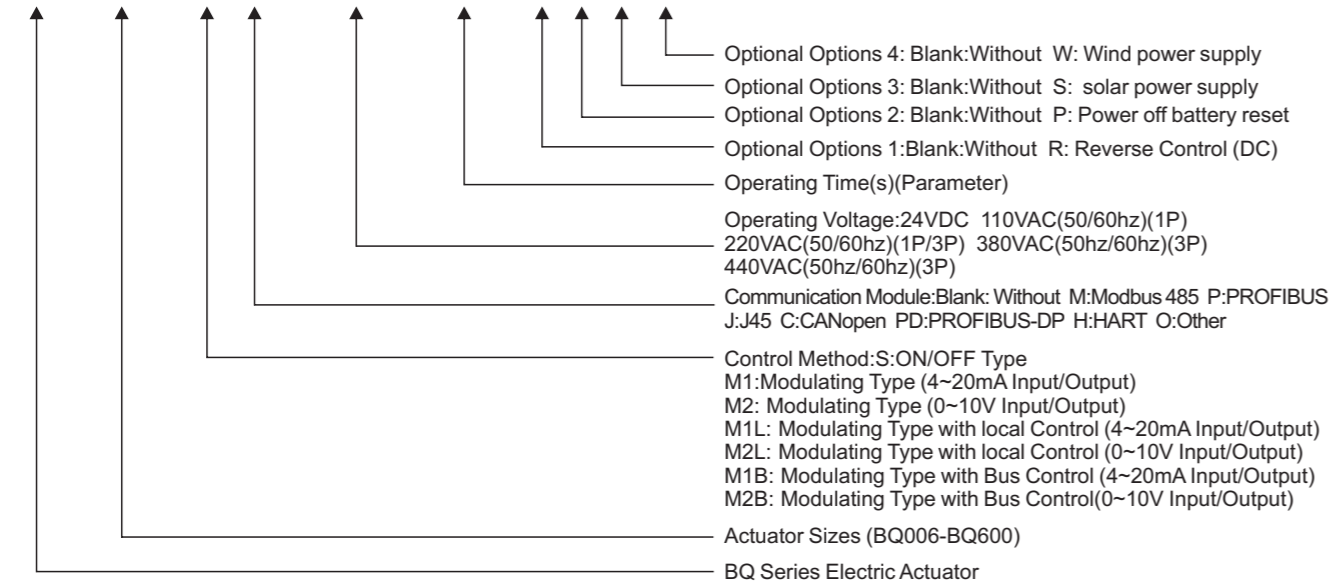 Optional Options 4: Blank:Without W: Wind power supply
Optional Options 3: Blank:Without S: solar power supply
Optional Options 2: Blank:Without P: Power off battery reset
Optional Options 1:Blank:Without R: Reverse Control (DC)
Operating Time(s)(Parameter)
Operating Voltage:24VDC 110VAC(50/60hz)(1P)
220VAC(50/60hz)(1P/3P) 380VAC(50hz/60hz)(3P)
440VAC(50hz/60hz)(3P)
Communication Module:Blank: Without M:Modbus 485 P:PROFIBUS
J:J45 C:CANopen PD:PROFIBUS-DP H:HART O:Other
Control Method:S:ON/OFF Type
M1:Modulating Type (4~20mA Input/Output)
M2: Modulating Type (0~10V Input/Output)
M1L: Modulating Type with local Control (4~20mA Input/Output)
M2L: Modulating Type with local Control (0~10V Input/Output)
M1B: Modulating Type with Bus Control (4~20mA Input/Output)
M2B: Modulating Type with Bus Control(0~10V Input/Output)
Actuator Sizes (BQ006-BQ600)
BQ Series Electric Actuator